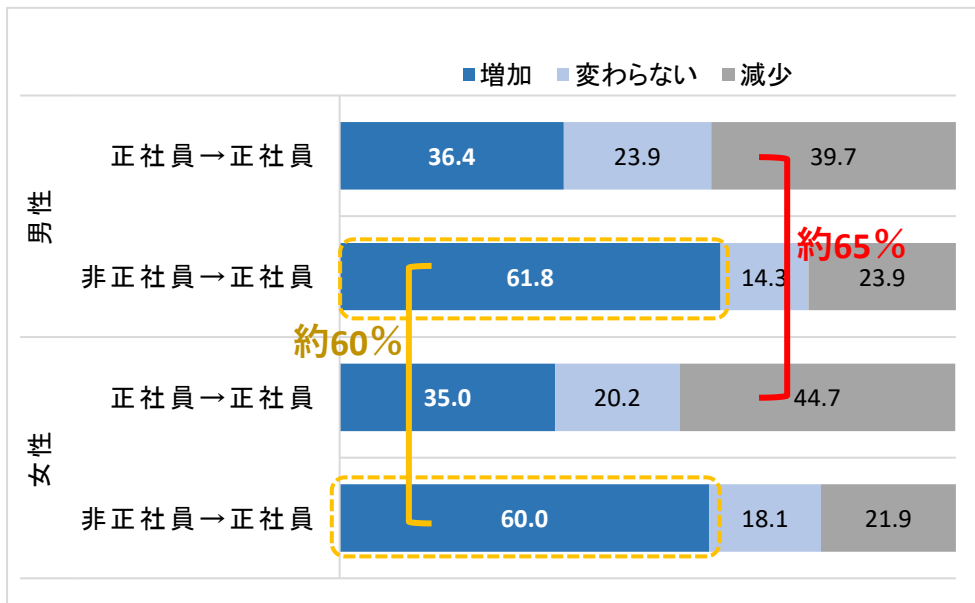 ■増加 ■変わらない ■減少
男性
正社員→正社員
36.4 23.9 39.7
約65％
非正社員→正社員
61.8 14.3 23.9
約60％
女性
正社員→正社員
35.0 20.2 44.7
非正社員→正社員
60.0 18.1 21.9